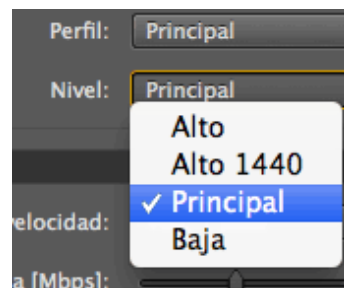 Perfil: Principal
Nivel: Principal
Alto
Alto 1440
✓ Principal
elocidad:
Baja
a [Mbps]: